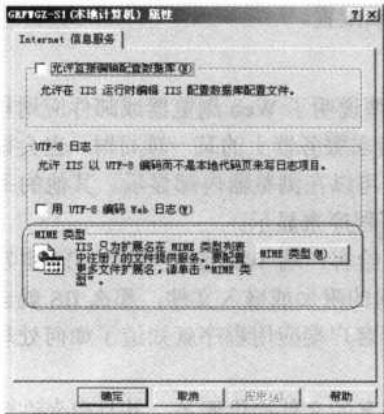 GRFWGZ-S1 (本地计算机) 属性
Internet 信息服务
允许直接编辑配置数据库(X)
允许在 IIS 运行时编辑 IIS 配置数据库配置文件。
UTF-8 日志
允许 IIS 以 UTF-8 编码而不是本地代码页来写日志项目。
用 UTF-8 编码 Web 日志(V)
MIME 类型
IIS 只为扩展名在 MIME 类型列表
中注册了的文件提供服务。要配置
更多文件扩展名,请单击“MIME 类
型”。
MIME 类型(M)
确定
取消
应用(A)
帮助